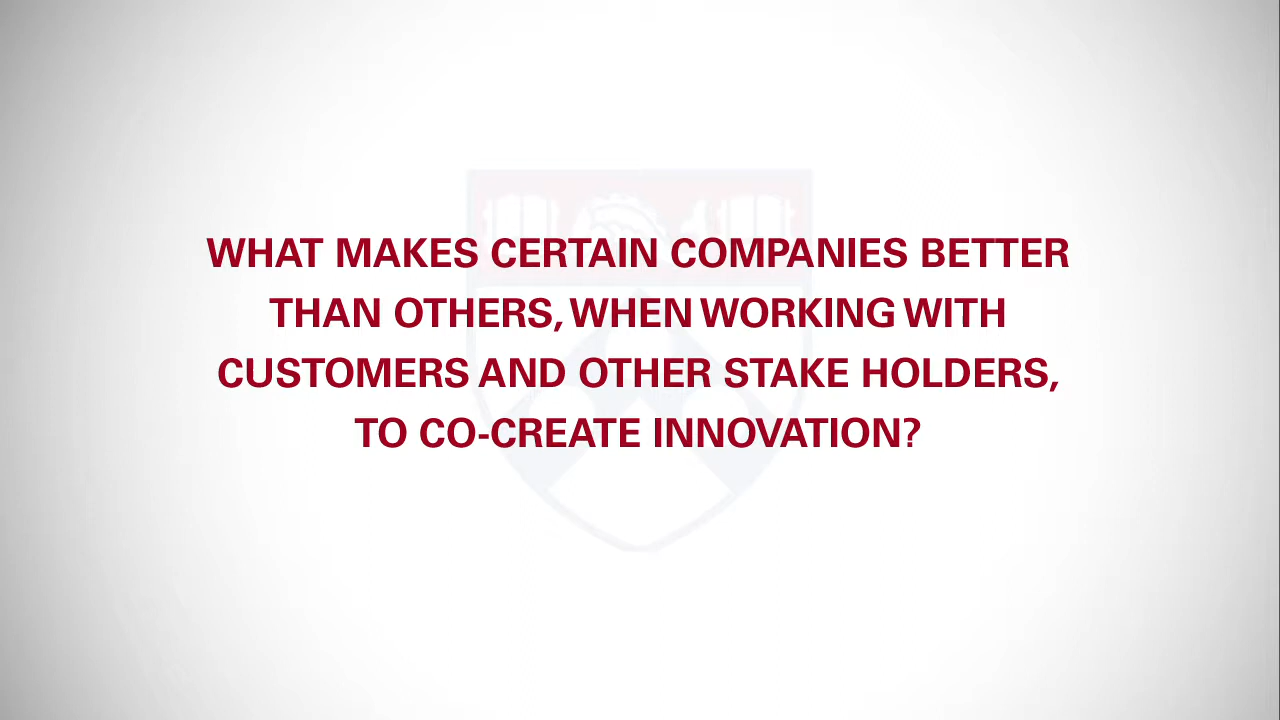 WHAT MAKES CERTAIN COMPANIES BETTER
THAN OTHERS, WHEN WORKING WITH
CUSTOMERS AND OTHER STAKE HOLDERS,
TO CO-CREATE INNOVATION?